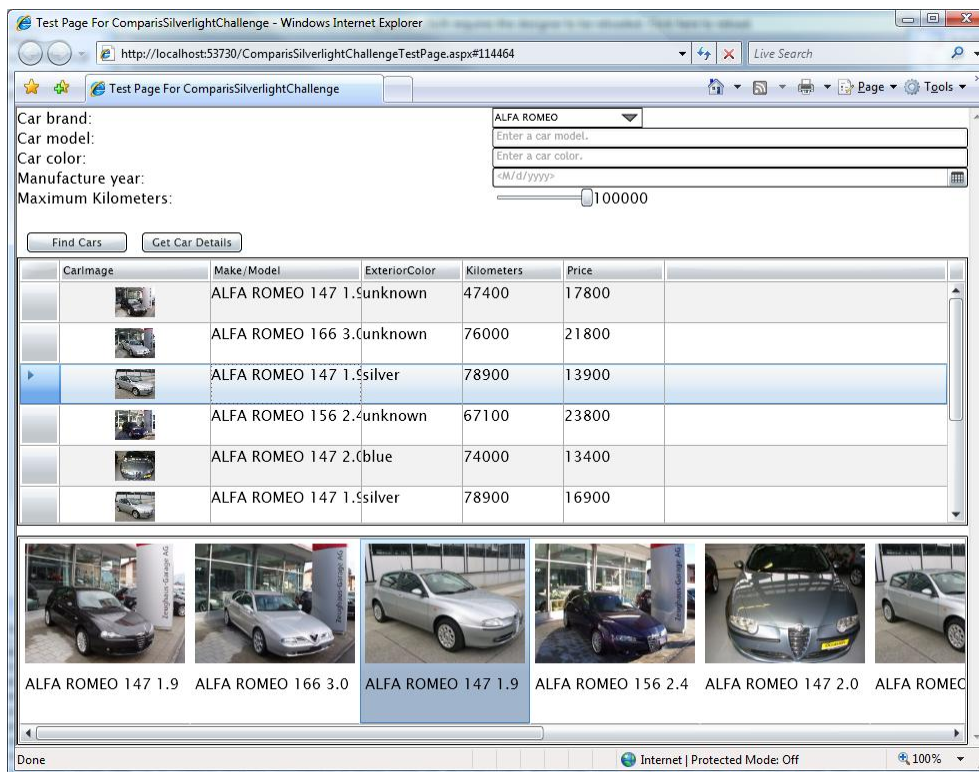 Test Page For ComparisSilverlightChallenge - Windows Internet Explorer
http://localhost:53730/ComparisSilverlightChallengeTestPage.aspx#114464
Live Search
Test Page For ComparisSilverlightChallenge
Page
Tools
Car brand:
ALFA ROMEO
Car model:
Enter a car model.
Car color:
Enter a car color.
Manufacture year:
<M/d/yyyy>
Maximum Kilometers:
100000
Find Cars
Get Car Details
CarImage Make/Model ExteriorColor Kilometers Price
ALFA ROMEO 147 1.9 unknown 47400 17800
ALFA ROMEO 166 3.0 unknown 76000 21800
ALFA ROMEO 147 1.9 silver 78900 13900
ALFA ROMEO 156 2.4 unknown 67100 23800
ALFA ROMEO 147 2.0 blue 74000 13400
ALFA ROMEO 147 1.9 silver 78900 16900
ALFA ROMEO 147 1.9
ALFA ROMEO 166 3.0
ALFA ROMEO 147 1.9
ALFA ROMEO 156 2.4
ALFA ROMEO 147 2.0
ALFA ROMEO
Done
Internet | Protected Mode: Off
100%